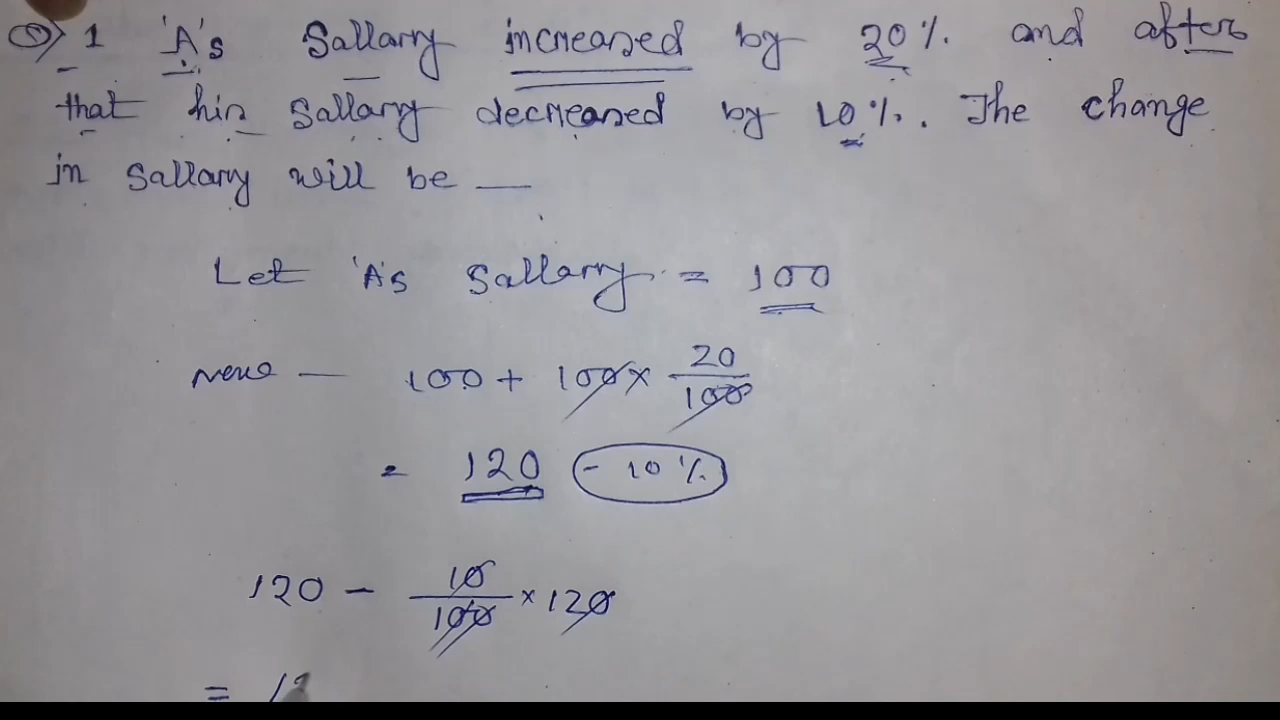 Q) 1 'A's Sallary increased by 20%. and after
that his Sallary decreased by 10%. The change
in Sallary will be —
Let 'A's Sallary = 100
New — 100 + 100 × 20/100
= 120 - 10%
120 - 10/100 × 120
=